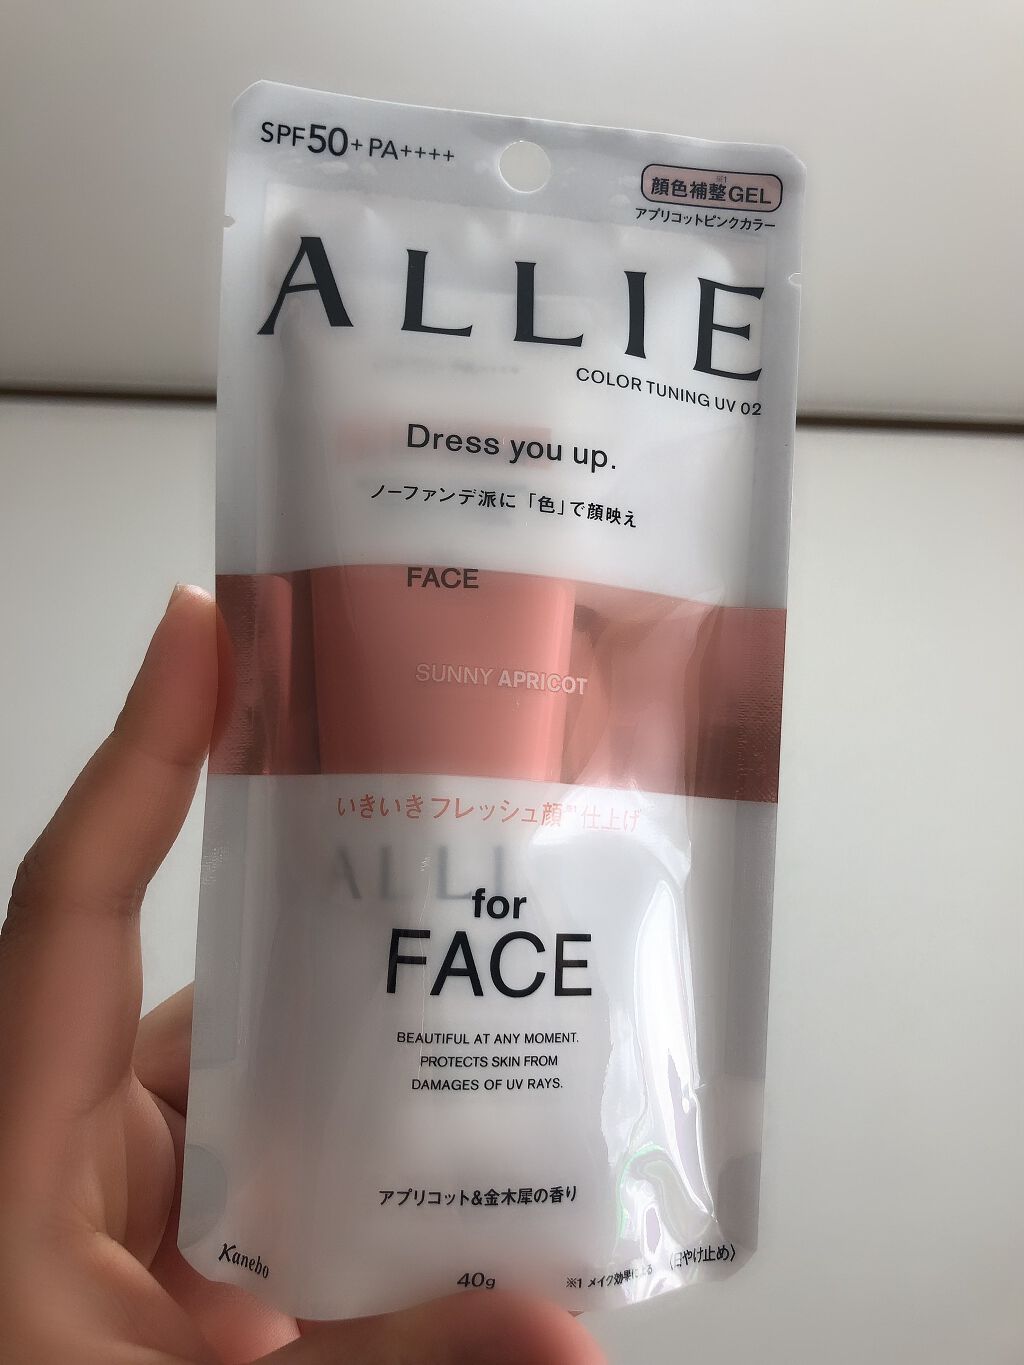 SPF50+ PA++++
※1
顔色補整GEL
アプリコットピンクカラー
ALLIE
COLOR TUNING UV 02
Dress you up.
ノーファンデ派に「色」で顔映え
FACE
SUNNY APRICOT
いきいきフレッシュ顔※1仕上げ
ALLI
for
FACE
BEAUTIFUL AT ANY MOMENT.
PROTECTS SKIN FROM
DAMAGES OF UV RAYS.
アプリコット&金木犀の香り
Kanebo
40g
※1 メイク効果による
〈日やけ止め〉